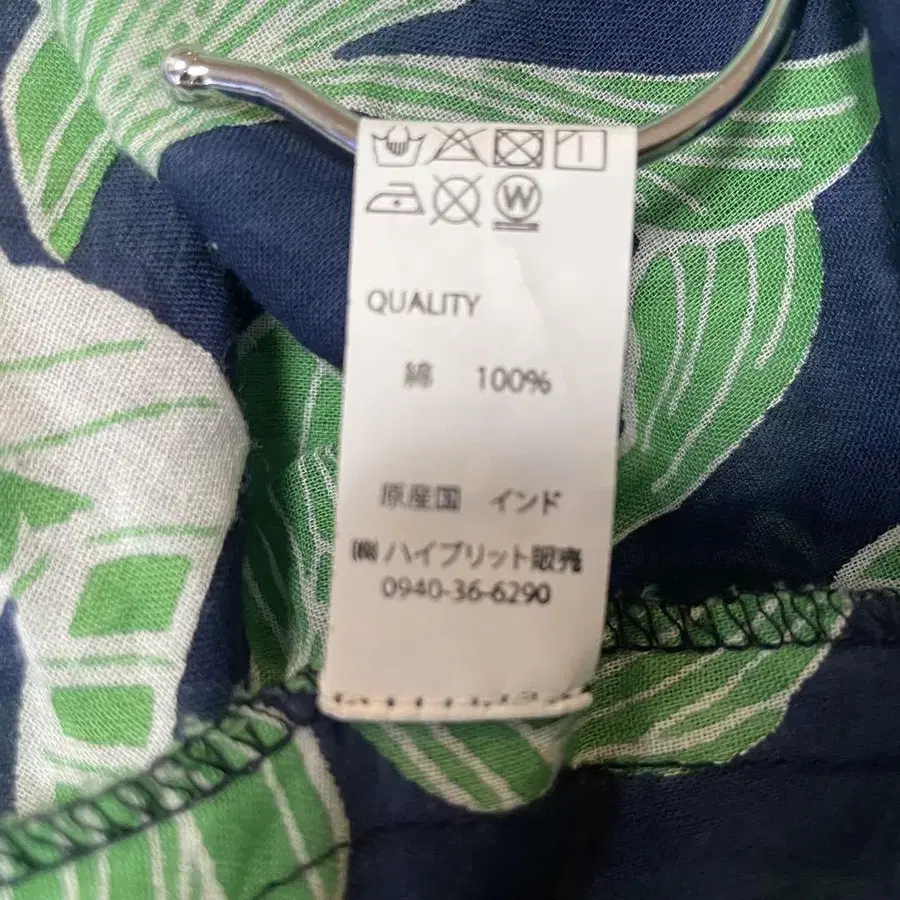 W
QUALITY
綿 100%
原産国 インド
㈱ハイブリット販売
0940-36-6290